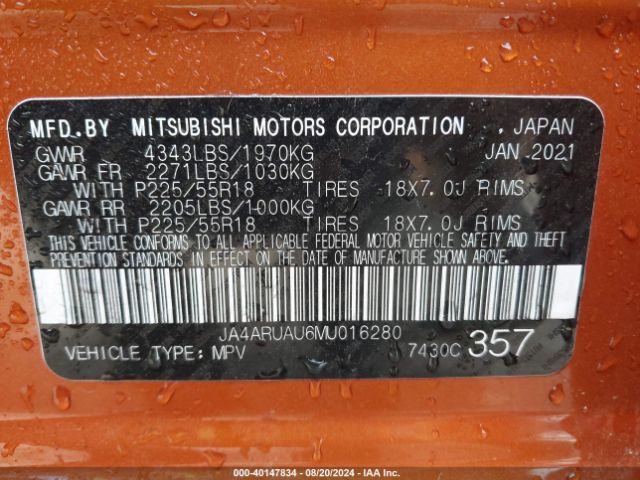 MFD.BY MITSUBISHI MOTORS CORPORATION , JAPAN
GVWR 4343LBS/1970KG JAN 2021
GAWR FR 2271LBS/1030KG
WITH P225/55R18 TIRES 18X7.0J RIMS
GAWR RR 2205LBS/1000KG
WITH P225/55R18 TIRES 18X7.0J RIMS
THIS VEHICLE CONFORMS TO ALL APPLICABLE FEDERAL MOTOR VEHICLE SAFETY AND THEFT
PREVENTION STANDARDS IN EFFECT ON THE DATE OF MANUFACTURE SHOWN ABOVE.
JA4ARUAU6MU016280
VEHICLE TYPE: MPV 7430C 357
000-40147834 - 08/20/2024 - IAA Inc.